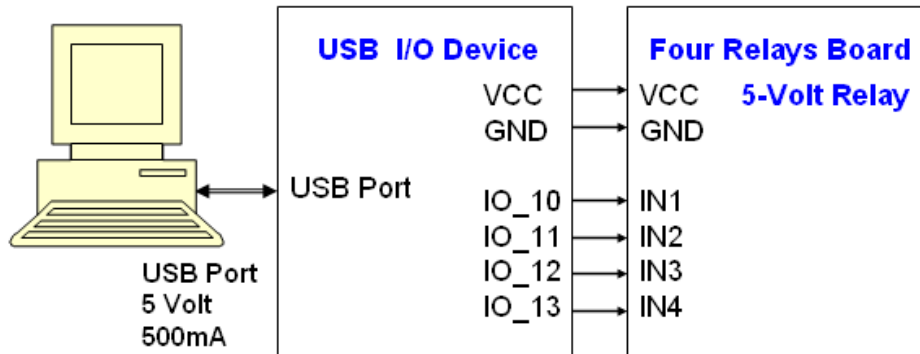 USB I/O Device
VCC
GND
USB Port
IO_10
IO_11
IO_12
IO_13
Four Relays Board
5-Volt Relay
VCC
GND
IN1
IN2
IN3
IN4
USB Port
5 Volt
500mA